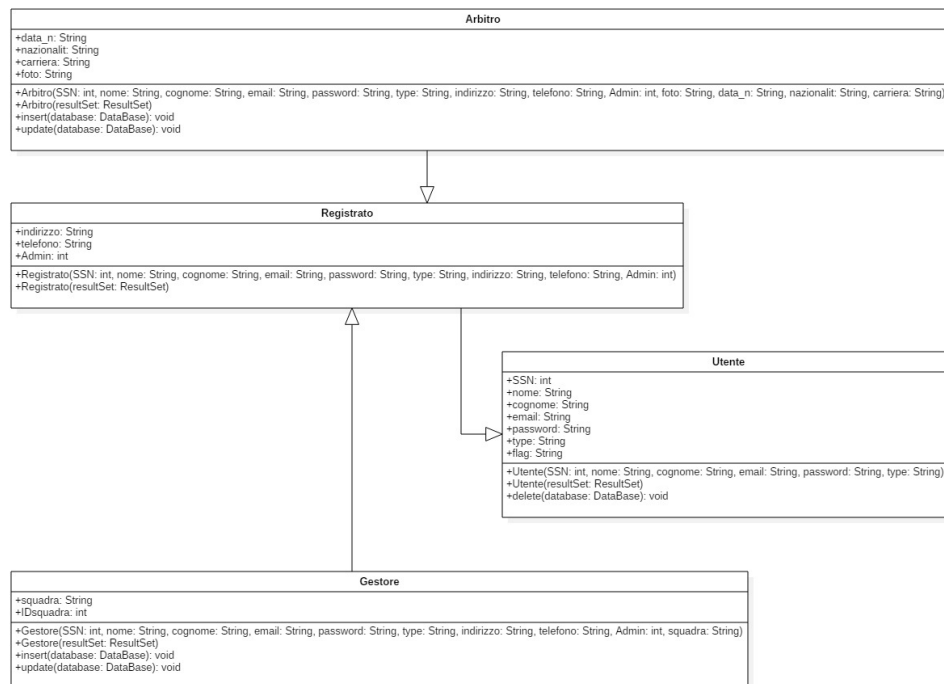 Arbitro
+data_n: String
+nazionalit: String
+carriera: String
+foto: String
+Arbitro(SSN: int, nome: String, cognome: String, email: String, password: String, type: String, indirizzo: String, telefono: String, Admin: int, foto: String, data_n: String, nazionalit: String, carriera: String)
+Arbitro(resultSet: ResultSet)
+insert(database: DataBase): void
+update(database: DataBase): void
Registrato
+indirizzo: String
+telefono: String
+Admin: int
+Registrato(SSN: int, nome: String, cognome: String, email: String, password: String, type: String, indirizzo: String, telefono: String, Admin: int)
+Registrato(resultSet: ResultSet)
Utente
+SSN: int
+nome: String
+cognome: String
+email: String
+password: String
+type: String
+flag: String
+Utente(SSN: int, nome: String, cognome: String, email: String, password: String, type: String)
+Utente(resultSet: ResultSet)
+delete(database: DataBase): void
Gestore
+squadra: String
+IDsquadra: int
+Gestore(SSN: int, nome: String, cognome: String, email: String, password: String, type: String, indirizzo: String, telefono: String, Admin: int, squadra: String)
+Gestore(resultSet: ResultSet)
+insert(database: DataBase): void
+update(database: DataBase): void